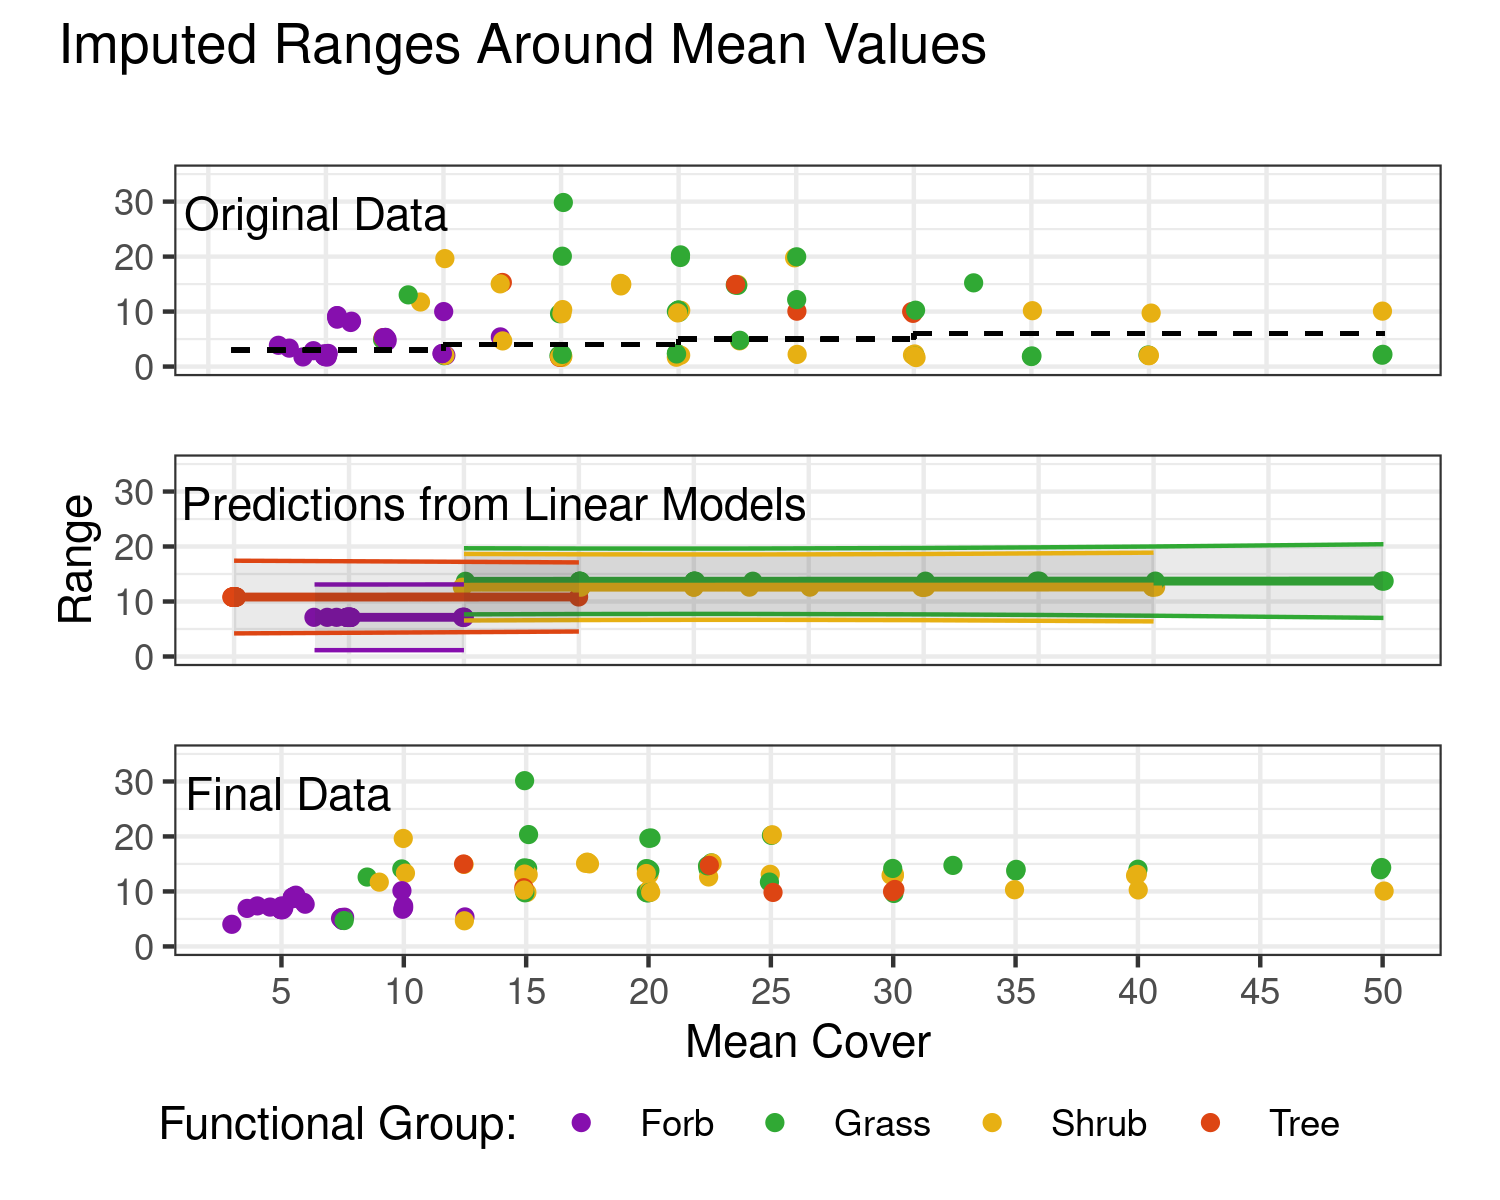 Imputed Ranges Around Mean Values
Original Data
30
20
10
0
Predictions from Linear Models
30
20
10
0
Range
Final Data
30
20
10
0
5 10 15 20 25 30 35 40 45 50
Mean Cover
Functional Group: Forb Grass Shrub Tree